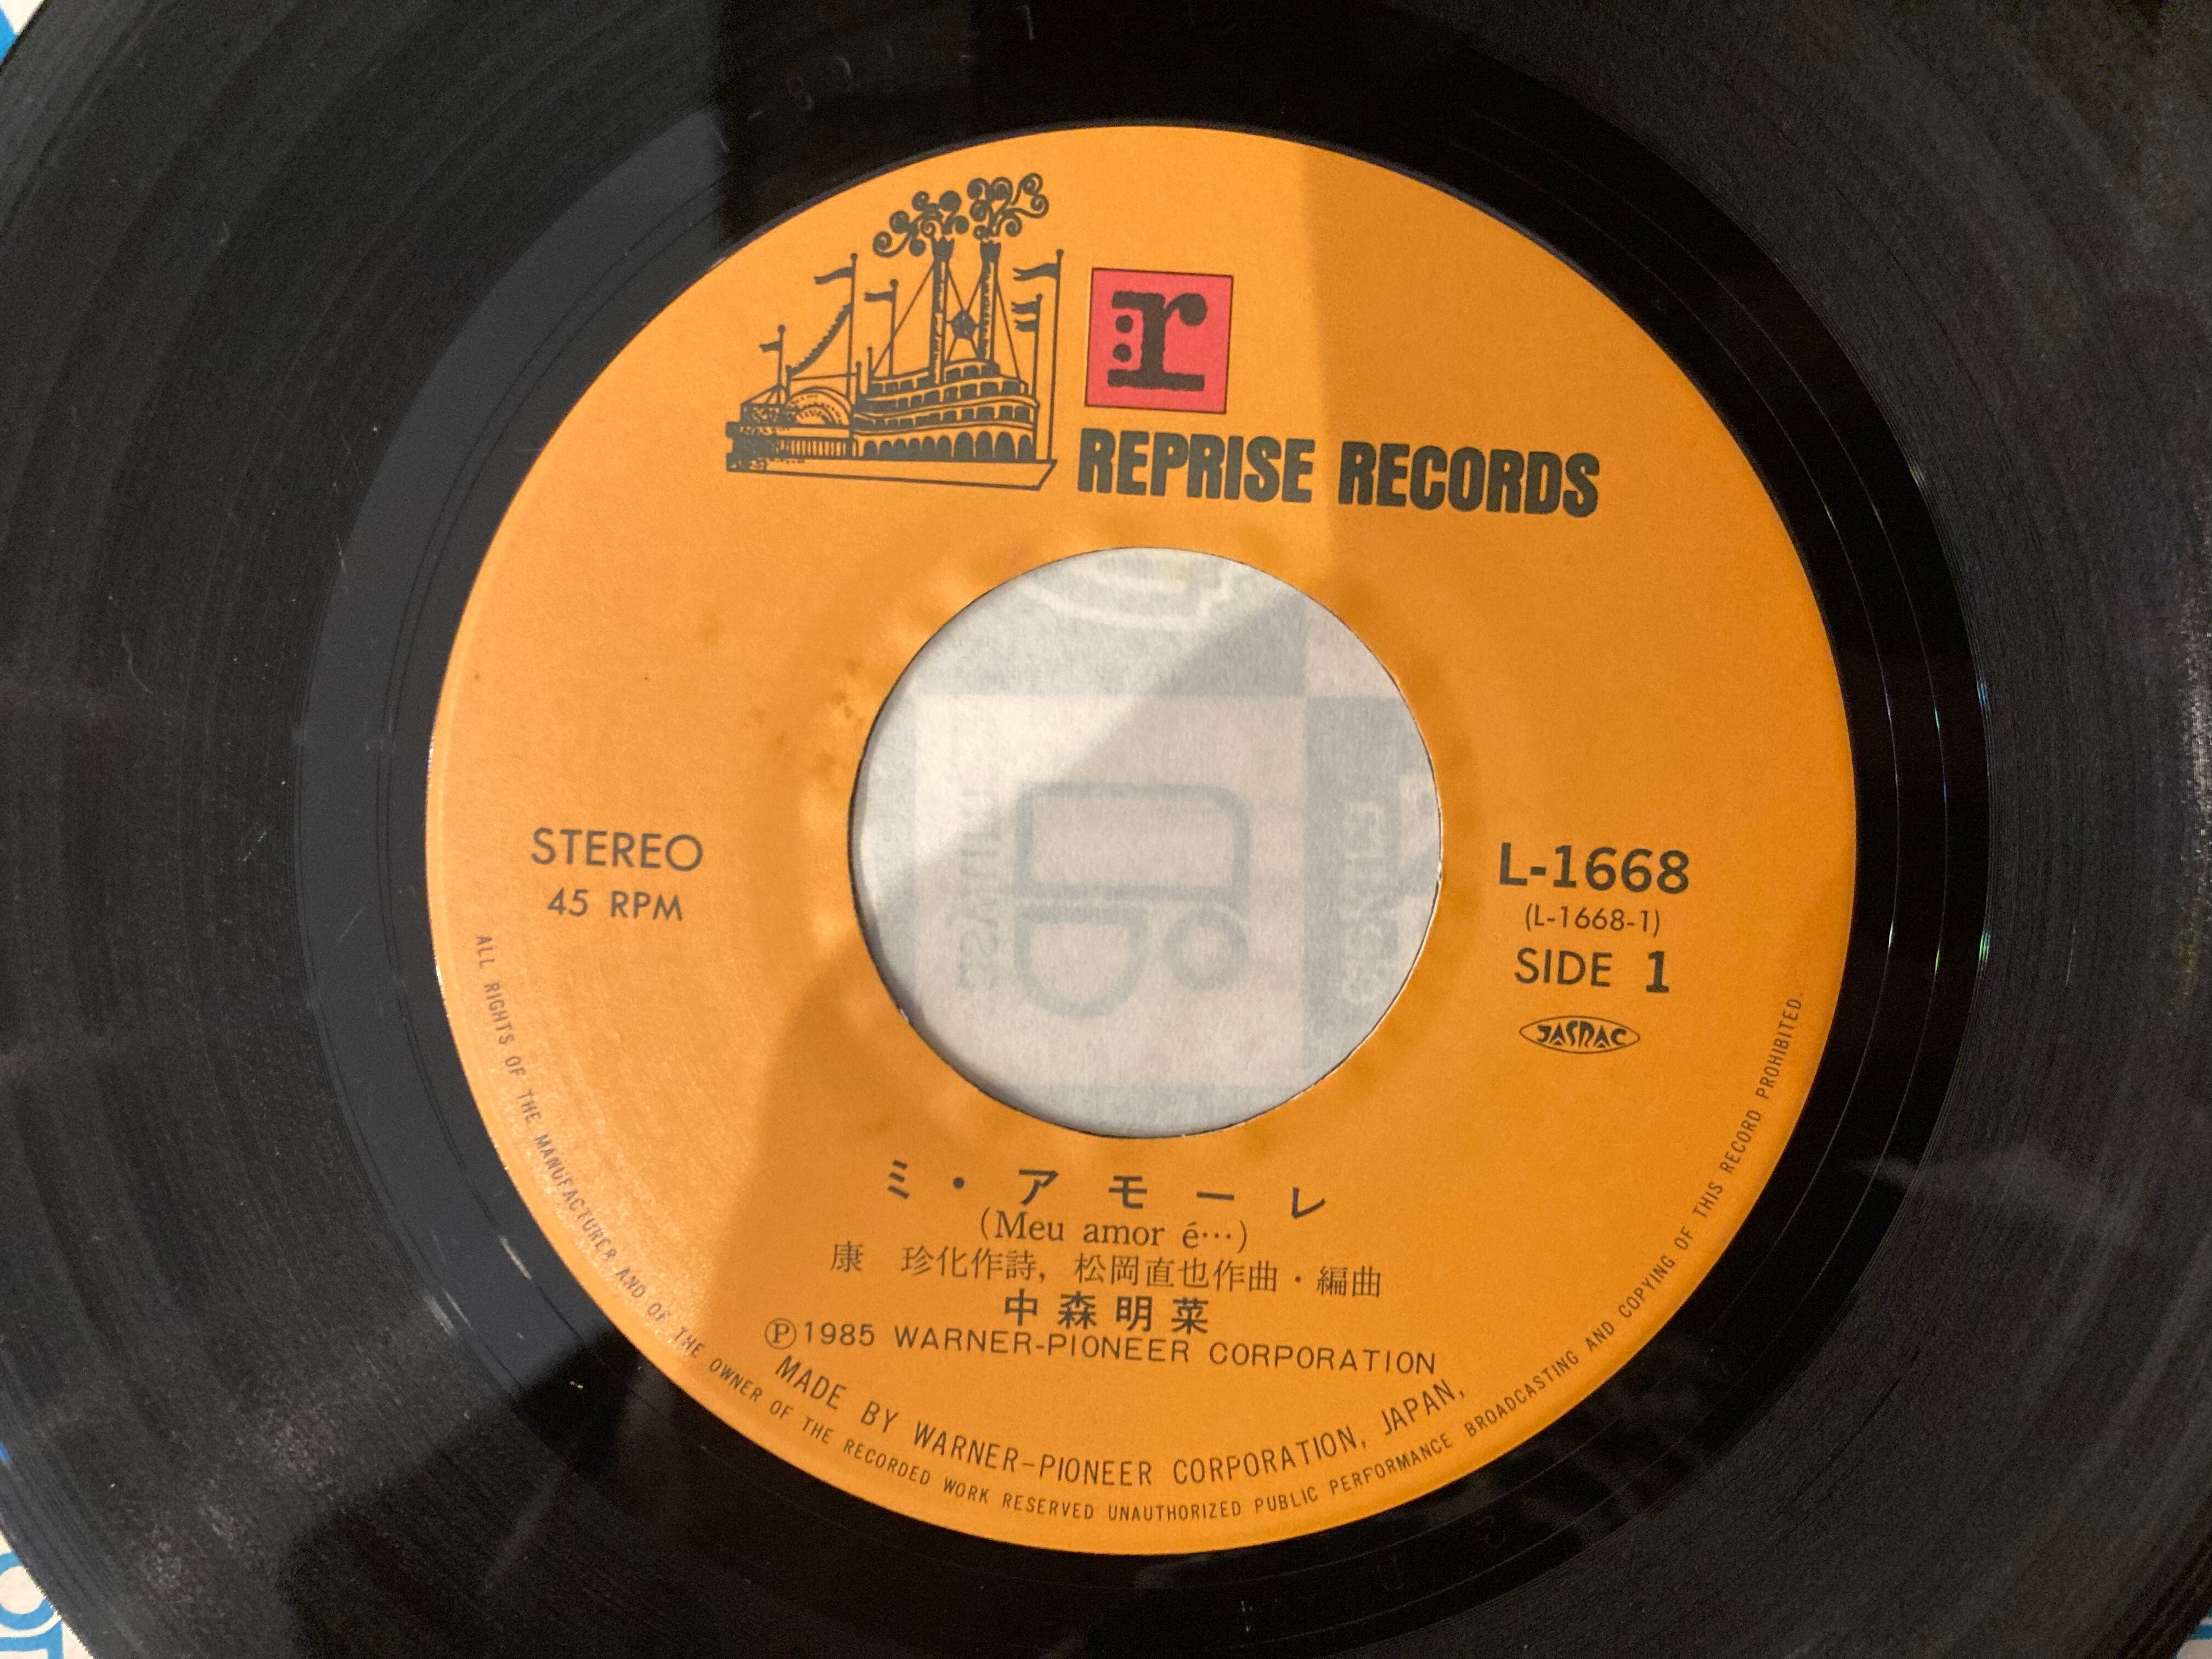 r:
REPRISE RECORDS
STEREO
45 RPM
L-1668
(L-1668-1)
SIDE 1
JASRAC
ミ・アモーレ
(Meu amor é…)
康 珍化作詩, 松岡直也作曲・編曲
中森明菜
Ⓟ1985 WARNER-PIONEER CORPORATION
MADE BY WARNER-PIONEER CORPORATION, JAPAN,
ALL RIGHTS OF THE MANUFACTURER AND OF THE OWNER OF THE RECORDED WORK RESERVED UNAUTHORIZED PUBLIC PERFORMANCE BROADCASTING AND COPYING OF THIS RECORD PROHIBITED.